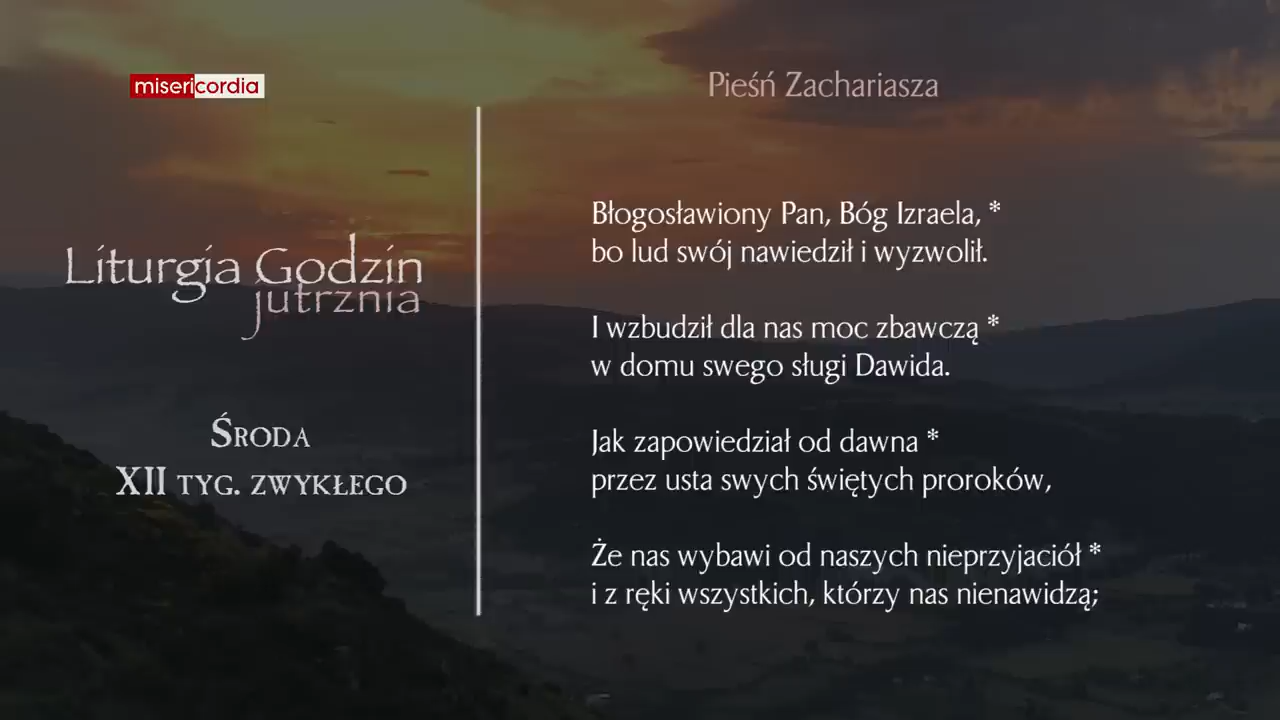 misericordia
Pieśń Zachariasza
Liturgia Godzin
jutrznia
Środa
XII tyg. zwykłego
Błogosławiony Pan, Bóg Izraela, *
bo lud swój nawiedził i wyzwolił.
I wzbudził dla nas moc zbawczą *
w domu swego sługi Dawida.
Jak zapowiedział od dawna *
przez usta swych świętych proroków,
Że nas wybawi od naszych nieprzyjaciół *
i z ręki wszystkich, którzy nas nienawidzą;